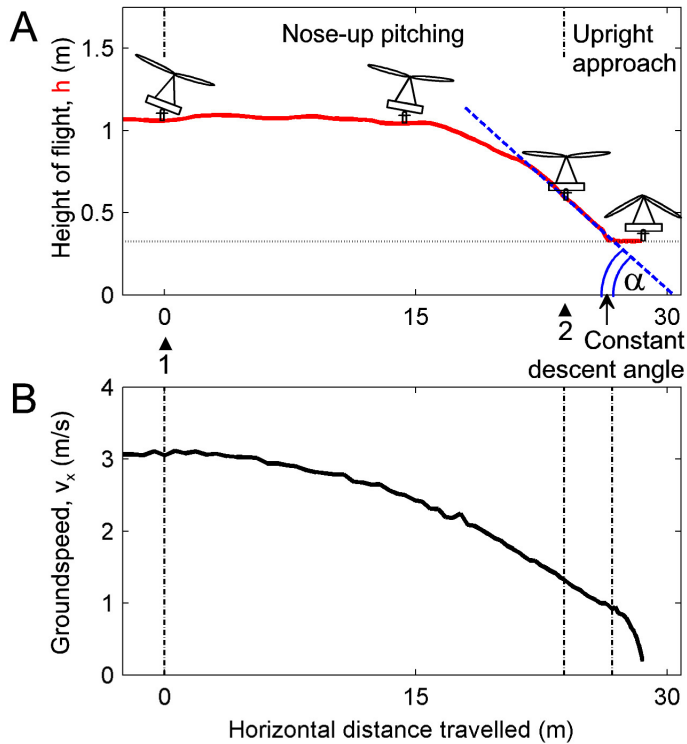 A
Height of flight, h (m)
1.5
1
0.5
0
Nose-up pitching
Upright
approach
α
0
15
30
1
2
Constant
descent angle
B
Groundspeed, vx (m/s)
4
3
2
1
0
0
15
30
Horizontal distance travelled (m)